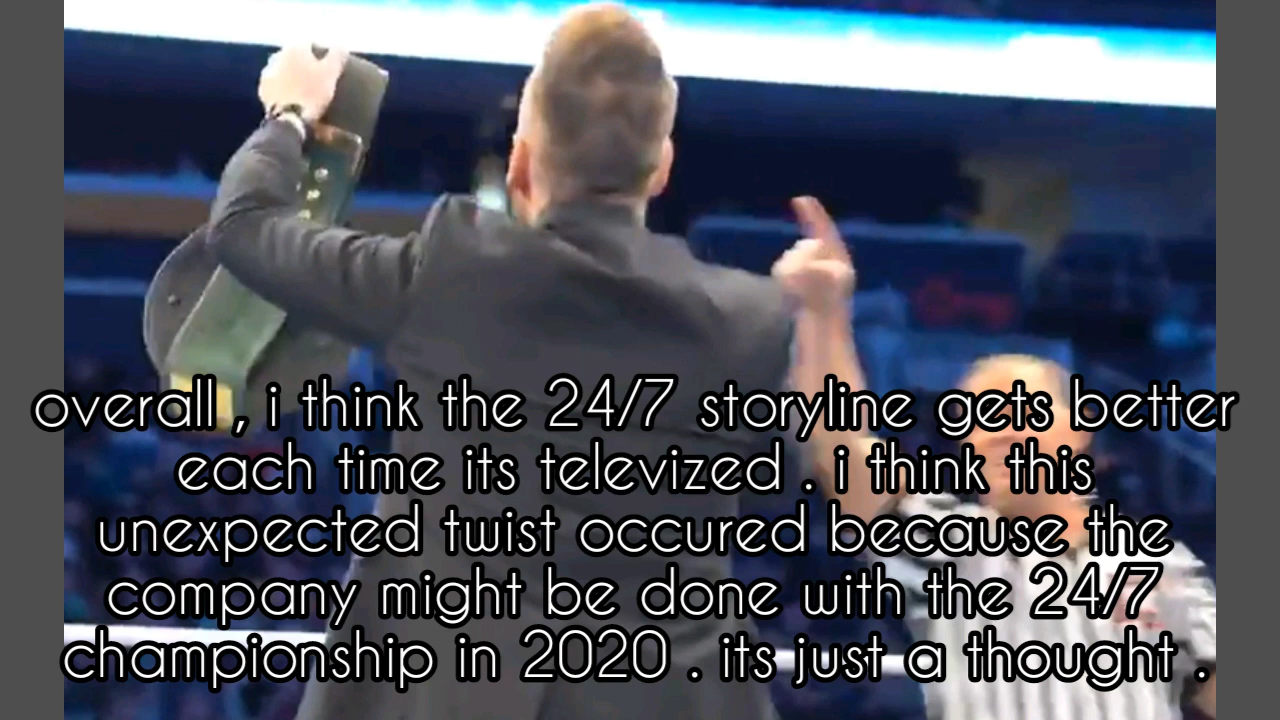 overall , i think the 24/7 storyline gets better
each time its televized . i think this
unexpected twist occured because the
company might be done with the 24/7
championship in 2020 . its just a thought .